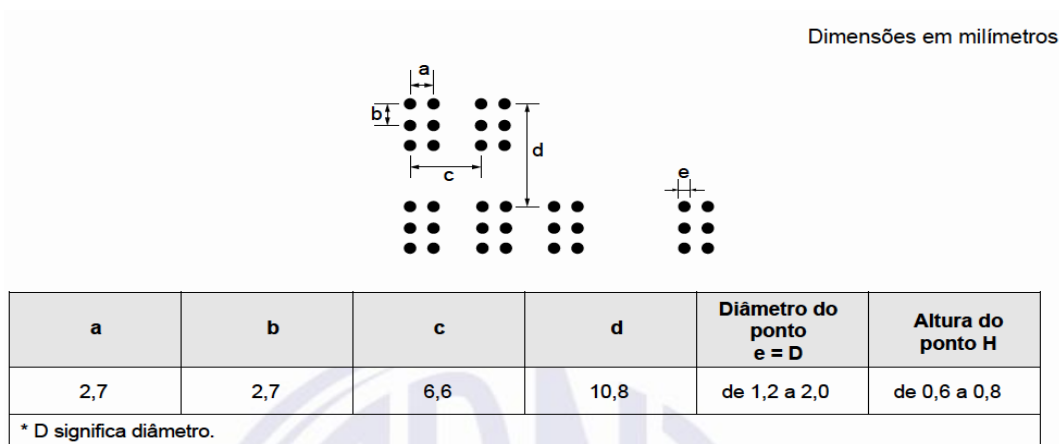 Dimensões em milímetros
a
b
d
c
e
a b c d Diâmetro do ponto e = D Altura do ponto H
2,7 2,7 6,6 10,8 de 1,2 a 2,0 de 0,6 a 0,8
* D significa diâmetro.